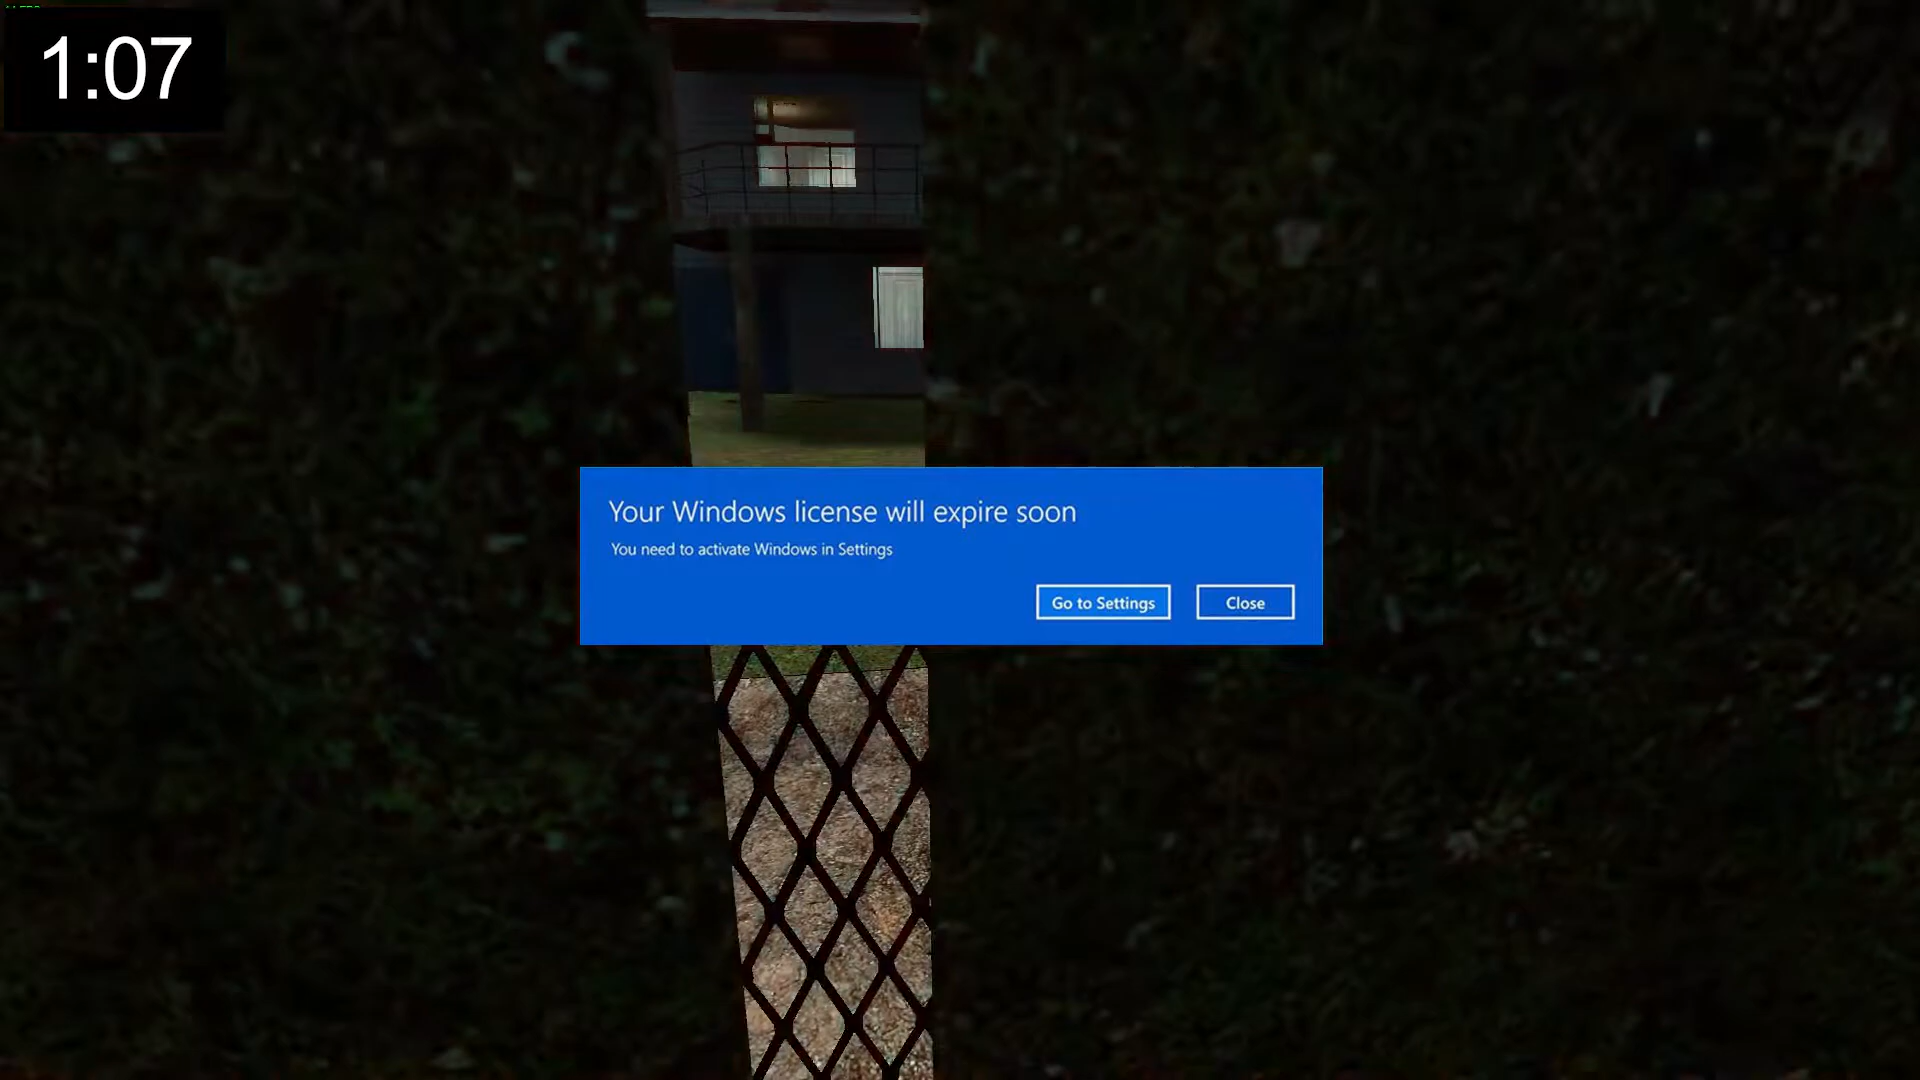 1:07
Your Windows license will expire soon
You need to activate Windows in Settings
Go to Settings
Close